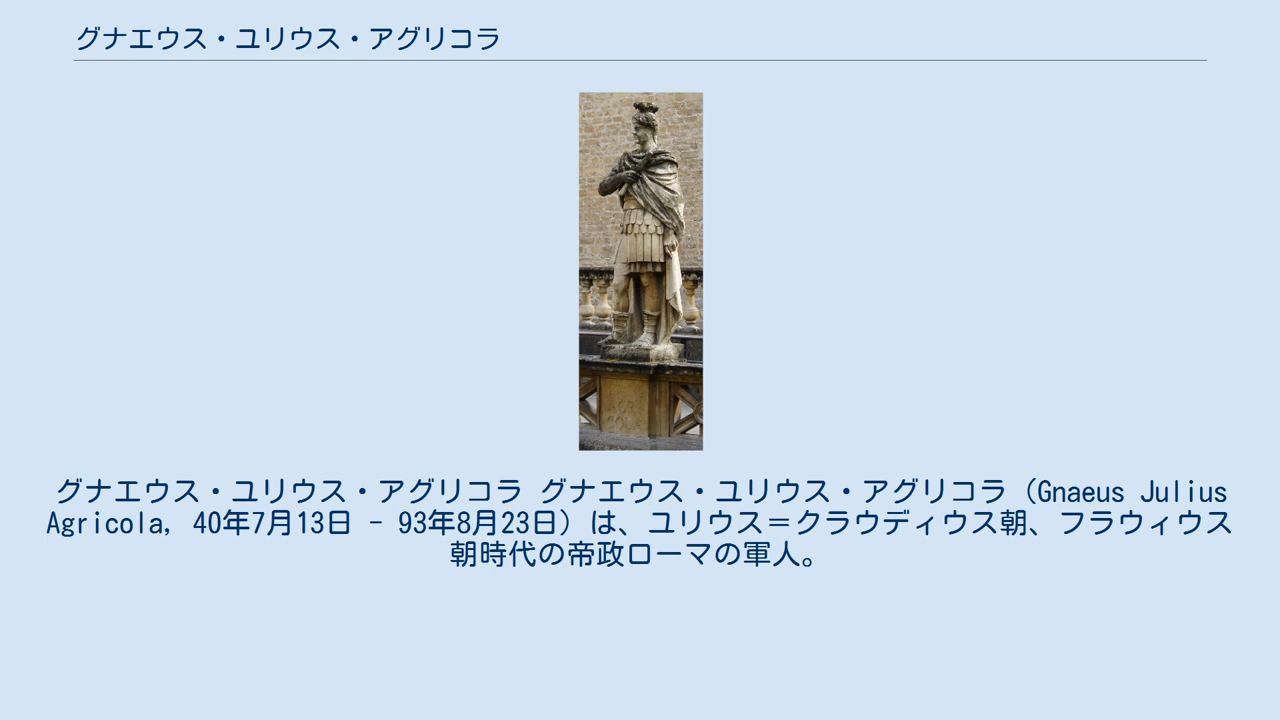 グナエウス・ユリウス・アグリコラ
グナエウス・ユリウス・アグリコラ グナエウス・ユリウス・アグリコラ（Gnaeus Julius
Agricola, 40年7月13日 - 93年8月23日）は、ユリウス＝クラウディウス朝、フラウィウス
朝時代の帝政ローマの軍人。